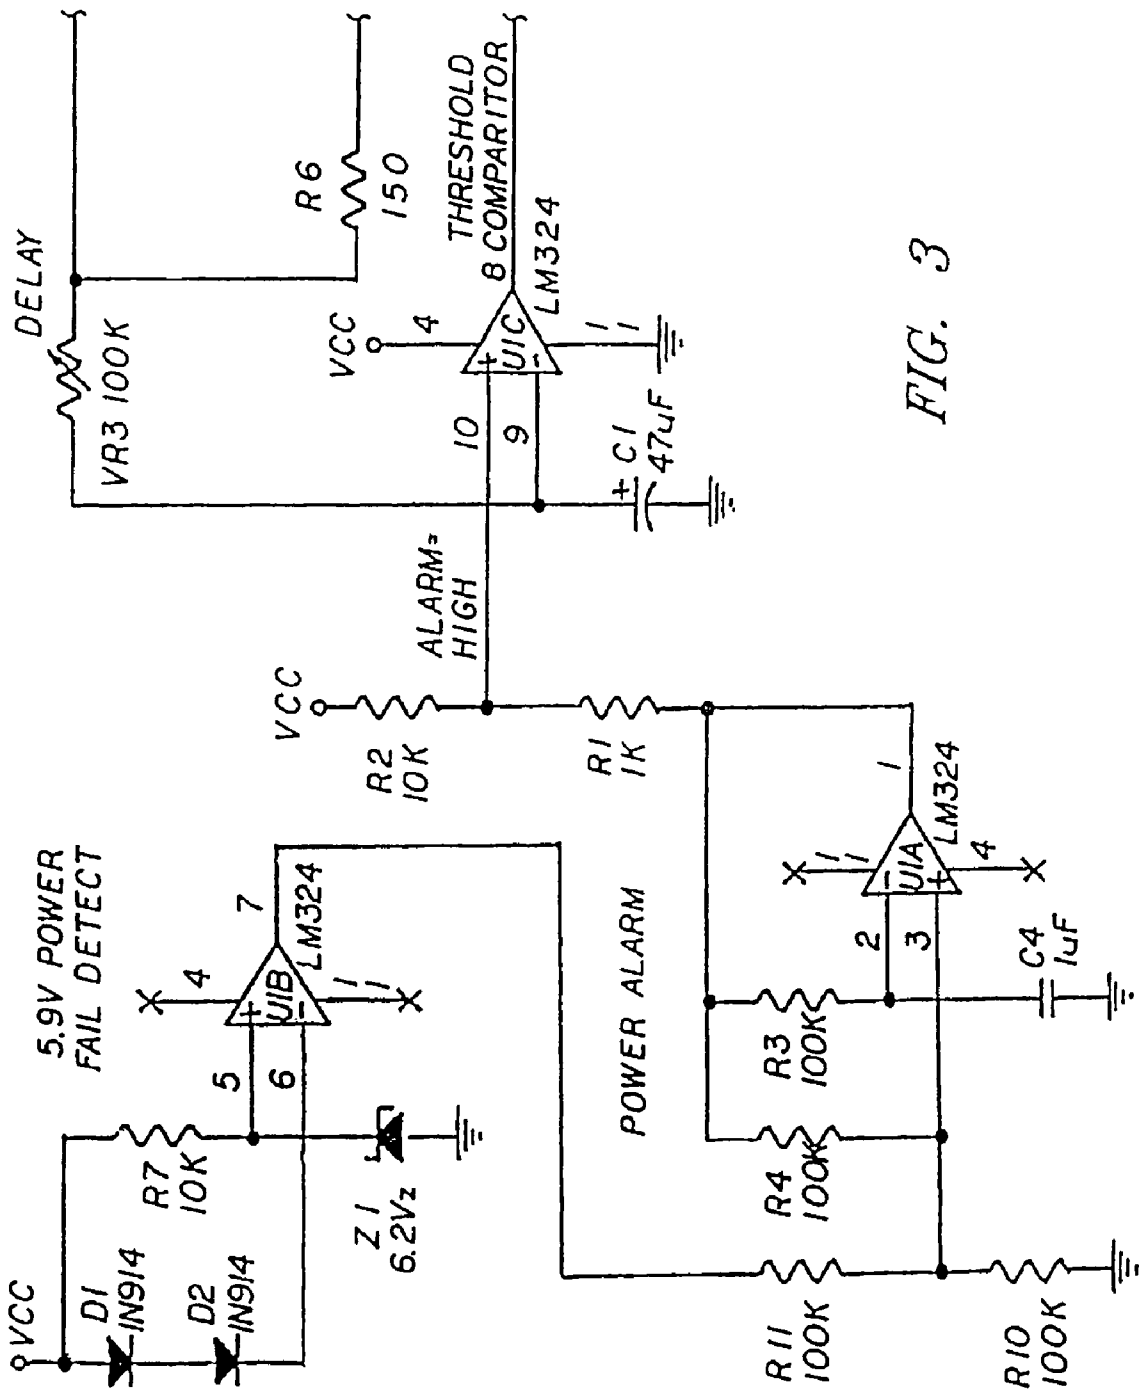 VCC
D1
IN914
D2
IN914
R7
10K
Z1
6.2Vz
5.9V POWER
FAIL DETECT
5
6
4
U1B
+
-
11
7
LM324
R11
100K
R10
100K
POWER ALARM
R4
100K
R3
100K
2
3
C4
1uF
11
U1A
-
+
4
1
LM324
VCC
R2
10K
R1
1K
ALARM=
HIGH
DELAY
VR3 100K
10
9
+
C1
47uF
VCC
4
U1C
+
-
11
LM324
8
THRESHOLD
COMPARITOR
R6
150
FIG. 3